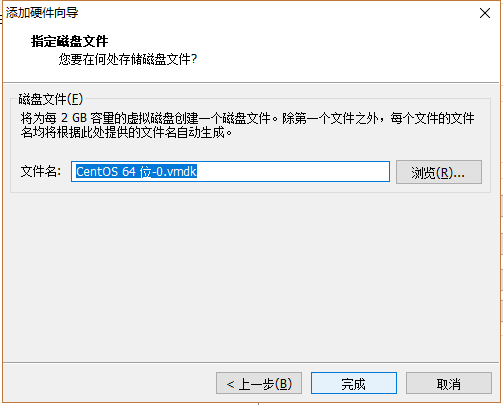 添加硬件向导
指定磁盘文件
您要在何处存储磁盘文件?
磁盘文件(F)
将为每 2 GB 容里的虚拟磁盘创建一个磁盘文件。除第一个文件之外，每个文件的文件
名均将根据此处提供的文件名自动生成。
文件名: CentOS 64 位-0.vmdk 浏览(R)...
< 上一步(B) 完成 取消